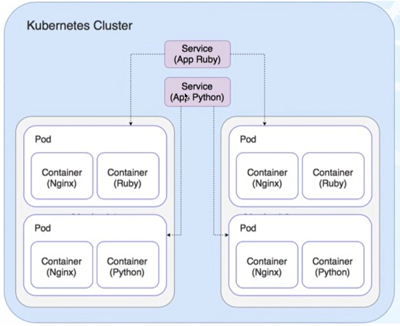 Kubernetes Cluster
Service
(App Ruby)
Service
(App Python)
Pod
Container
(Nginx)
Container
(Ruby)
Pod
Container
(Nginx)
Container
(Python)
Pod
Container
(Nginx)
Container
(Ruby)
Pod
Container
(Nginx)
Container
(Python)